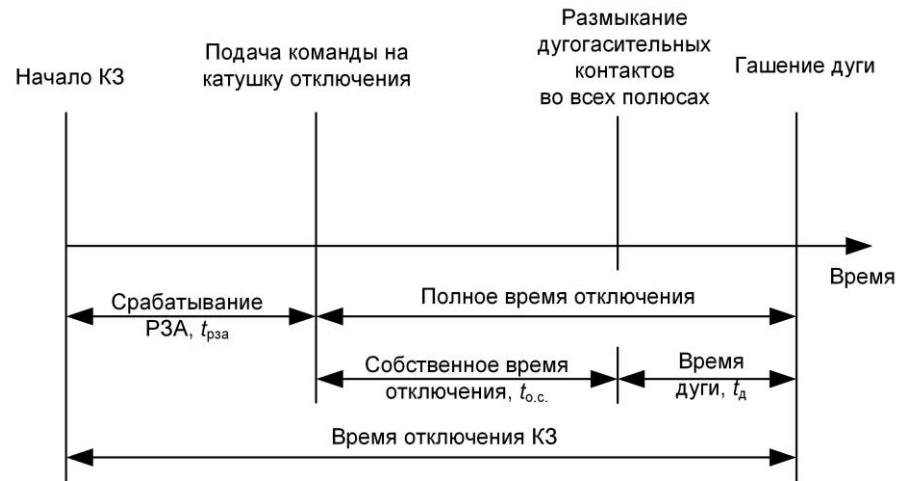 Начало КЗ
Подача команды на
катушку отключения
Размыкание
дугогасительных
контактов
во всех полюсах
Гашение дуги
Время
Срабатывание
РЗА, tрза
Полное время отключения
Собственное время
отключения, tо.с.
Время
дуги, tд
Время отключения КЗ